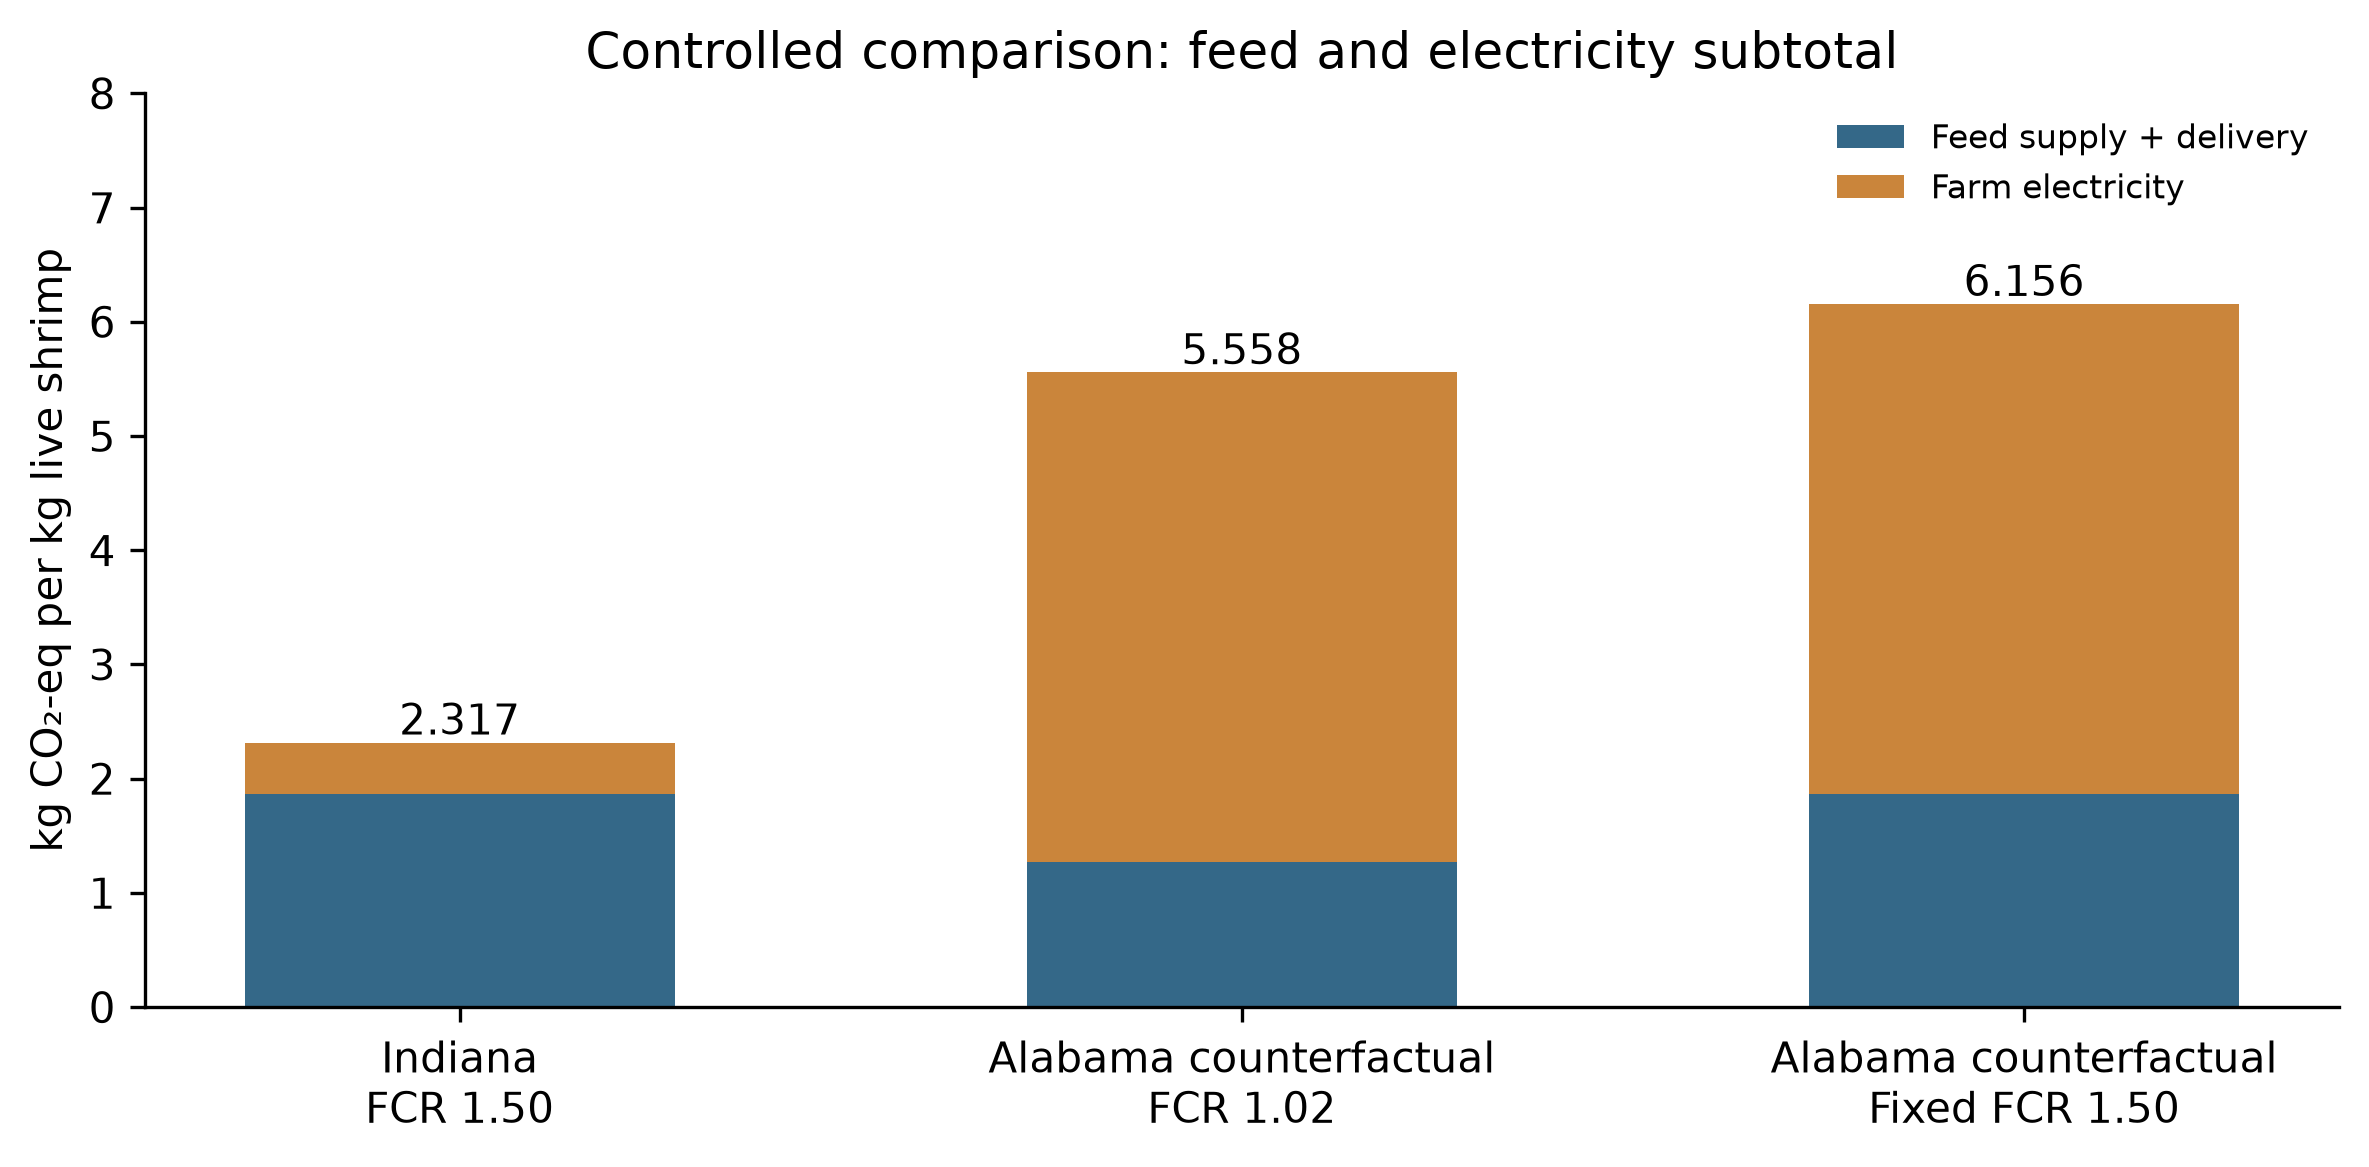 Controlled comparison: feed and electricity subtotal
kg CO₂-eq per kg live shrimp
8
7
6
5
4
3
2
1
0
Feed supply + delivery
Farm electricity
2.317
5.558
6.156
Indiana
FCR 1.50
Alabama counterfactual
FCR 1.02
Alabama counterfactual
Fixed FCR 1.50